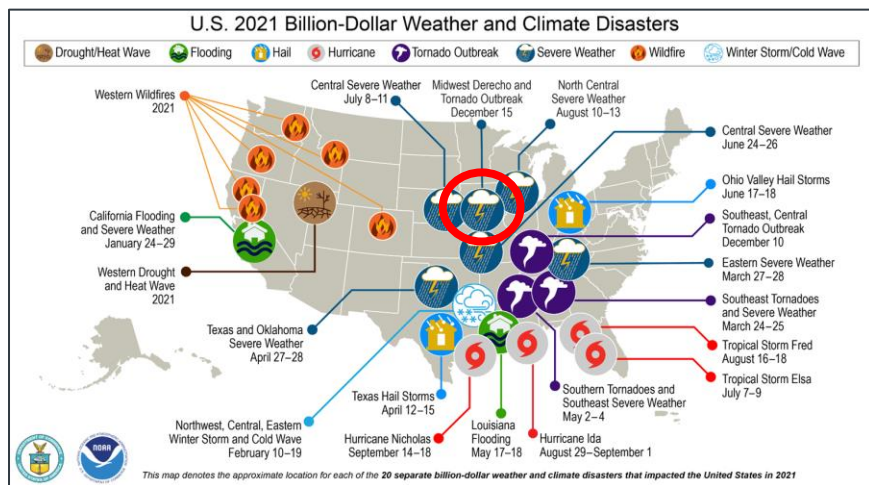 U.S. 2021 Billion-Dollar Weather and Climate Disasters
Drought/Heat Wave
Flooding
Hail
Hurricane
Tornado Outbreak
Severe Weather
Wildfire
Winter Storm/Cold Wave
Western Wildfires
2021
Central Severe Weather
July 8–11
Midwest Derecho and
Tornado Outbreak
December 15
North Central
Severe Weather
August 10–13
Central Severe Weather
June 24–26
Ohio Valley Hail Storms
June 17–18
California Flooding
and Severe Weather
January 24–29
Southeast, Central
Tornado Outbreak
December 10
Western Drought
and Heat Wave
2021
Eastern Severe Weather
March 27–28
Southeast Tornadoes
and Severe Weather
March 24–25
Texas and Oklahoma
Severe Weather
April 27–28
Tropical Storm Fred
August 16–18
Tropical Storm Elsa
July 7–9
Texas Hail Storms
April 12–15
Southern Tornadoes and
Southeast Severe Weather
May 2–4
Northwest, Central, Eastern
Winter Storm and Cold Wave
February 10–19
Hurricane Nicholas
September 14–18
Louisiana
Flooding
May 17–18
Hurricane Ida
August 29–September 1
NOAA
This map denotes the approximate location for each of the 20 separate billion-dollar weather and climate disasters that impacted the United States in 2021